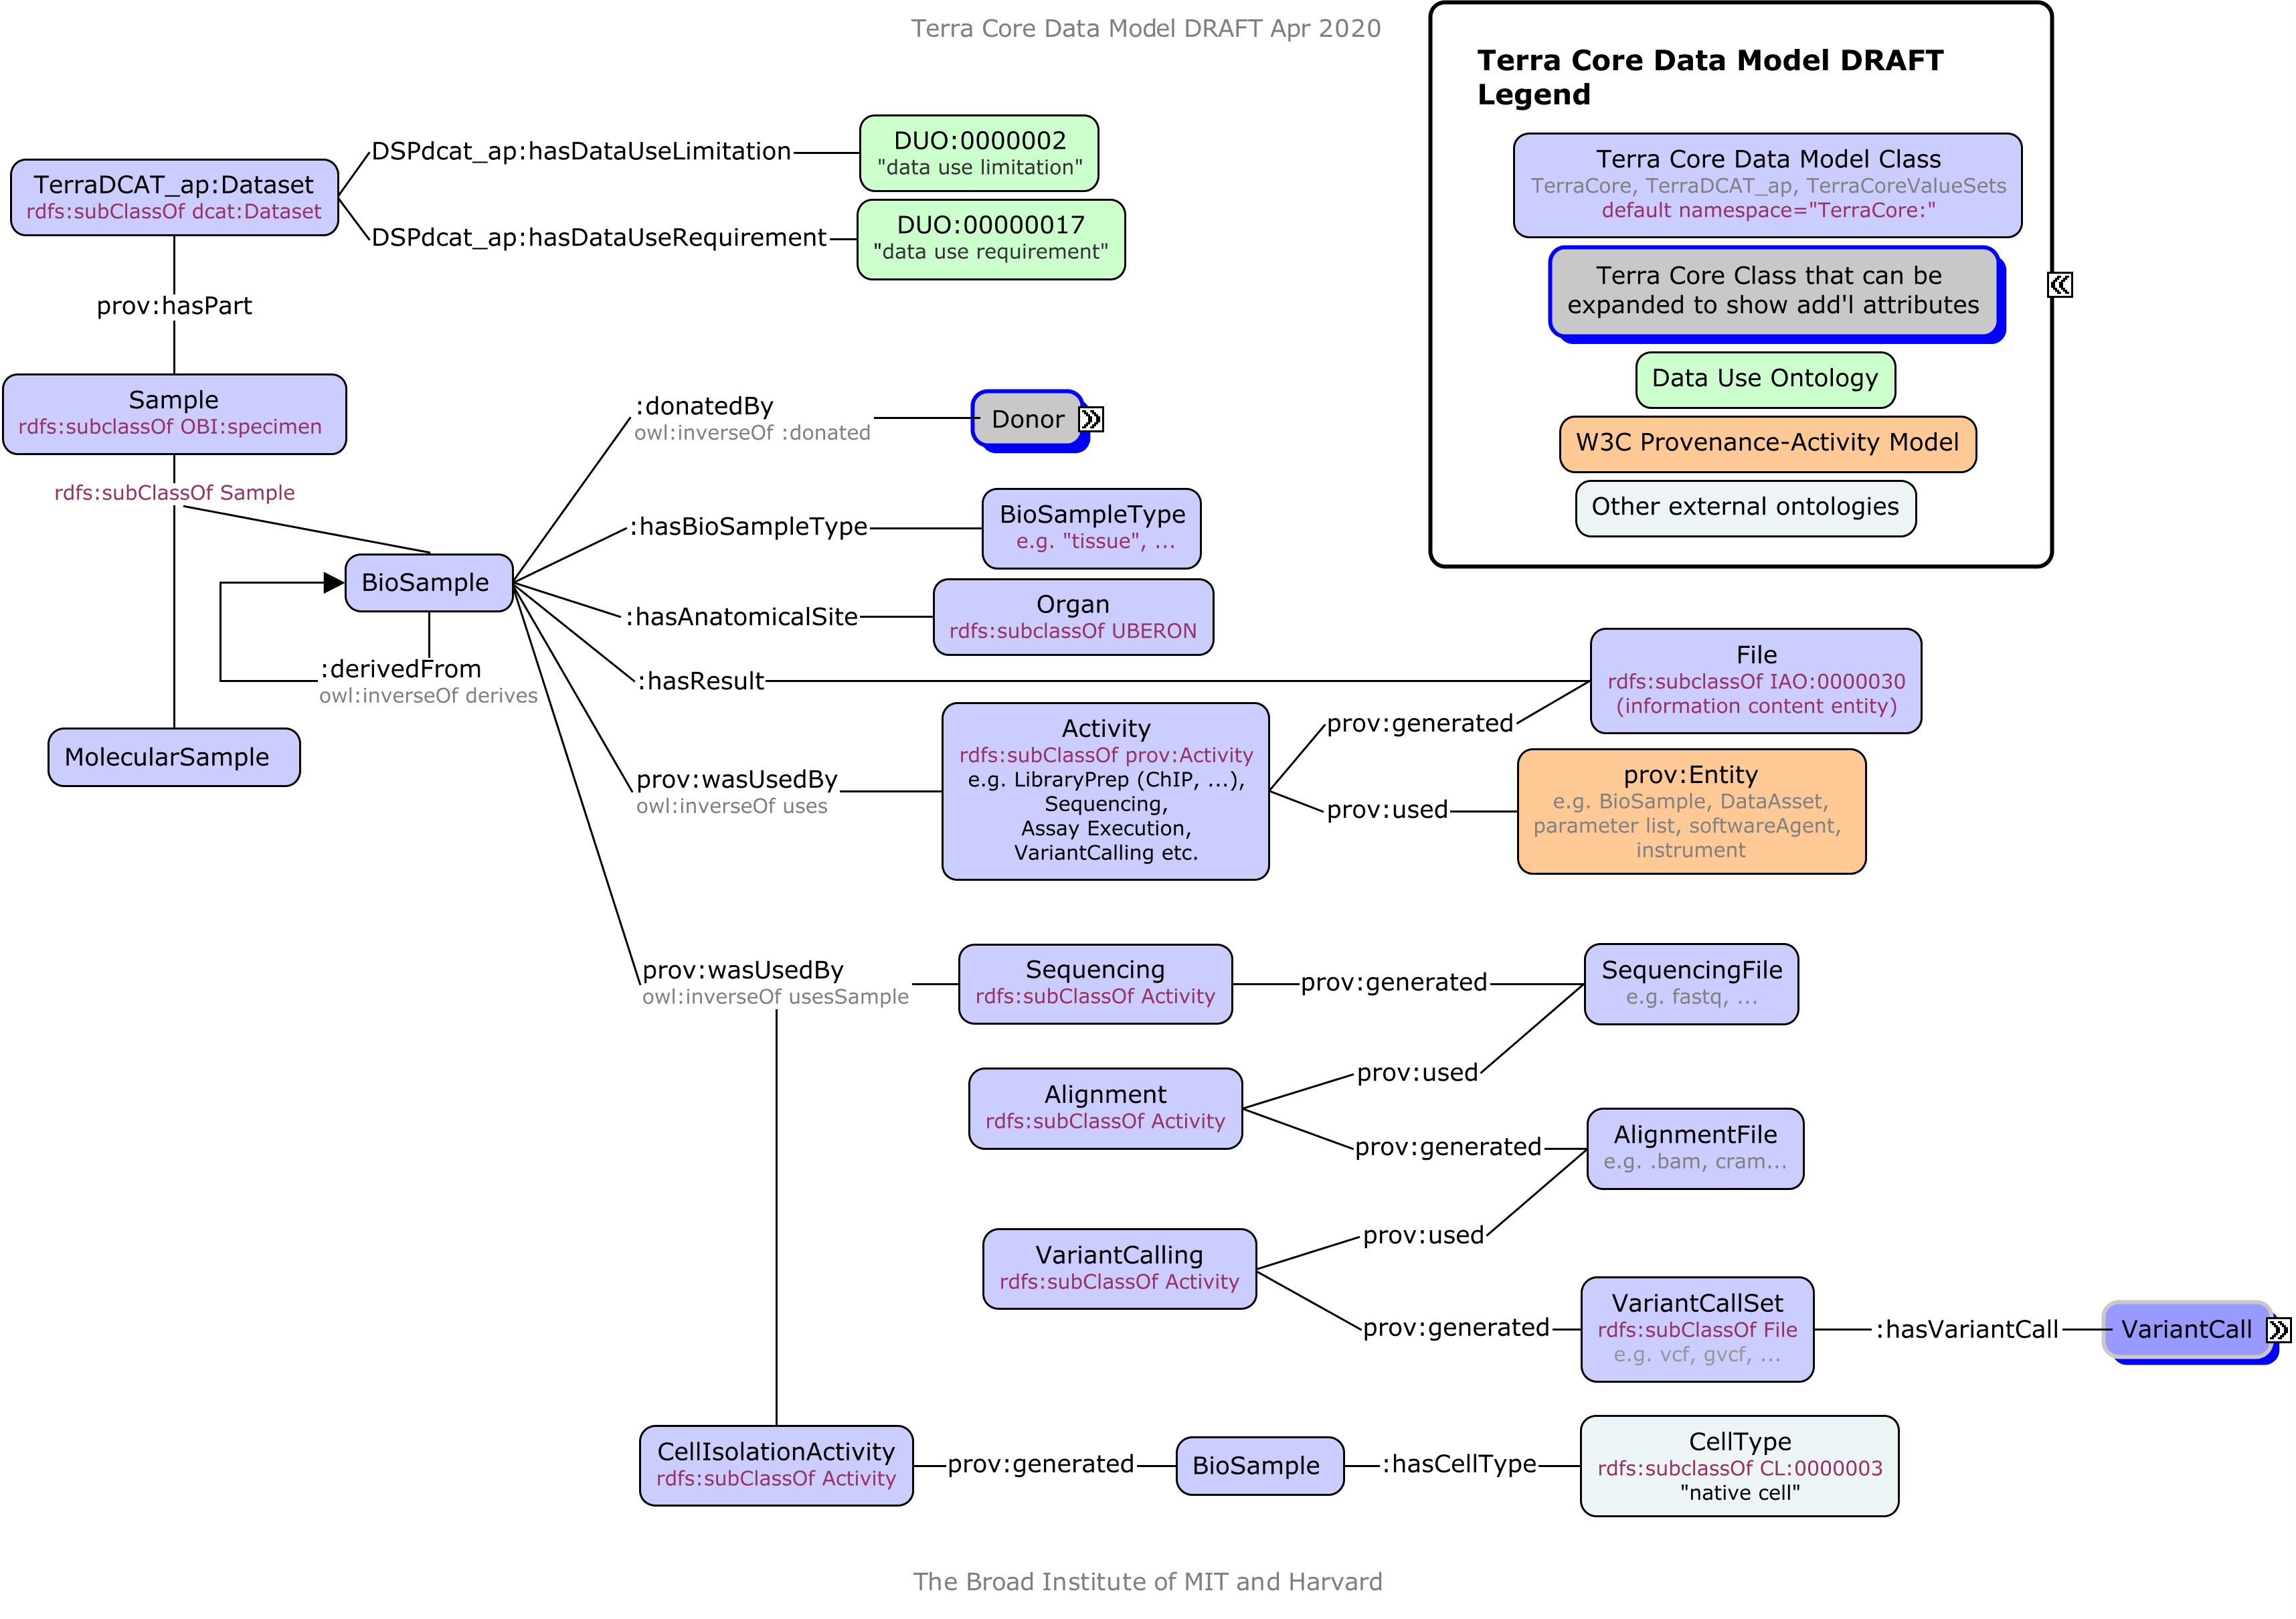 Terra Core Data Model DRAFT Apr 2020
Terra Core Data Model DRAFT
Legend
Terra Core Data Model Class
TerraCore, TerraDCAT_ap, TerraCoreValueSets
default namespace="TerraCore:"
Terra Core Class that can be
expanded to show add'l attributes
Data Use Ontology
W3C Provenance-Activity Model
Other external ontologies
TerraDCAT_ap:Dataset
rdfs:subClassOf dcat:Dataset
DSPdcat_ap:hasDataUseLimitation
DUO:0000002
"data use limitation"
DSPdcat_ap:hasDataUseRequirement
DUO:00000017
"data use requirement"
prov:hasPart
Sample
rdfs:subclassOf OBI:specimen
rdfs:subClassOf Sample
BioSample
:derivedFrom
owl:inverseOf derives
MolecularSample
:donatedBy
owl:inverseOf :donated
Donor
:hasBioSampleType
BioSampleType
e.g. "tissue", ...
:hasAnatomicalSite
Organ
rdfs:subclassOf UBERON
:hasResult
File
rdfs:subclassOf IAO:0000030
(information content entity)
prov:wasUsedBy
owl:inverseOf uses
Activity
rdfs:subClassOf prov:Activity
e.g. LibraryPrep (ChIP, ...),
Sequencing,
Assay Execution,
VariantCalling etc.
prov:generated
prov:used
prov:Entity
e.g. BioSample, DataAsset,
parameter list, softwareAgent,
instrument
prov:wasUsedBy
owl:inverseOf usesSample
Sequencing
rdfs:subClassOf Activity
prov:generated
SequencingFile
e.g. fastq, ...
prov:used
Alignment
rdfs:subClassOf Activity
prov:generated
AlignmentFile
e.g. .bam, cram...
prov:used
VariantCalling
rdfs:subClassOf Activity
prov:generated
VariantCallSet
rdfs:subClassOf File
e.g. vcf, gvcf, ...
:hasVariantCall
VariantCall
CellIsolationActivity
rdfs:subClassOf Activity
prov:generated
BioSample
:hasCellType
CellType
rdfs:subclassOf CL:0000003
"native cell"
The Broad Institute of MIT and Harvard